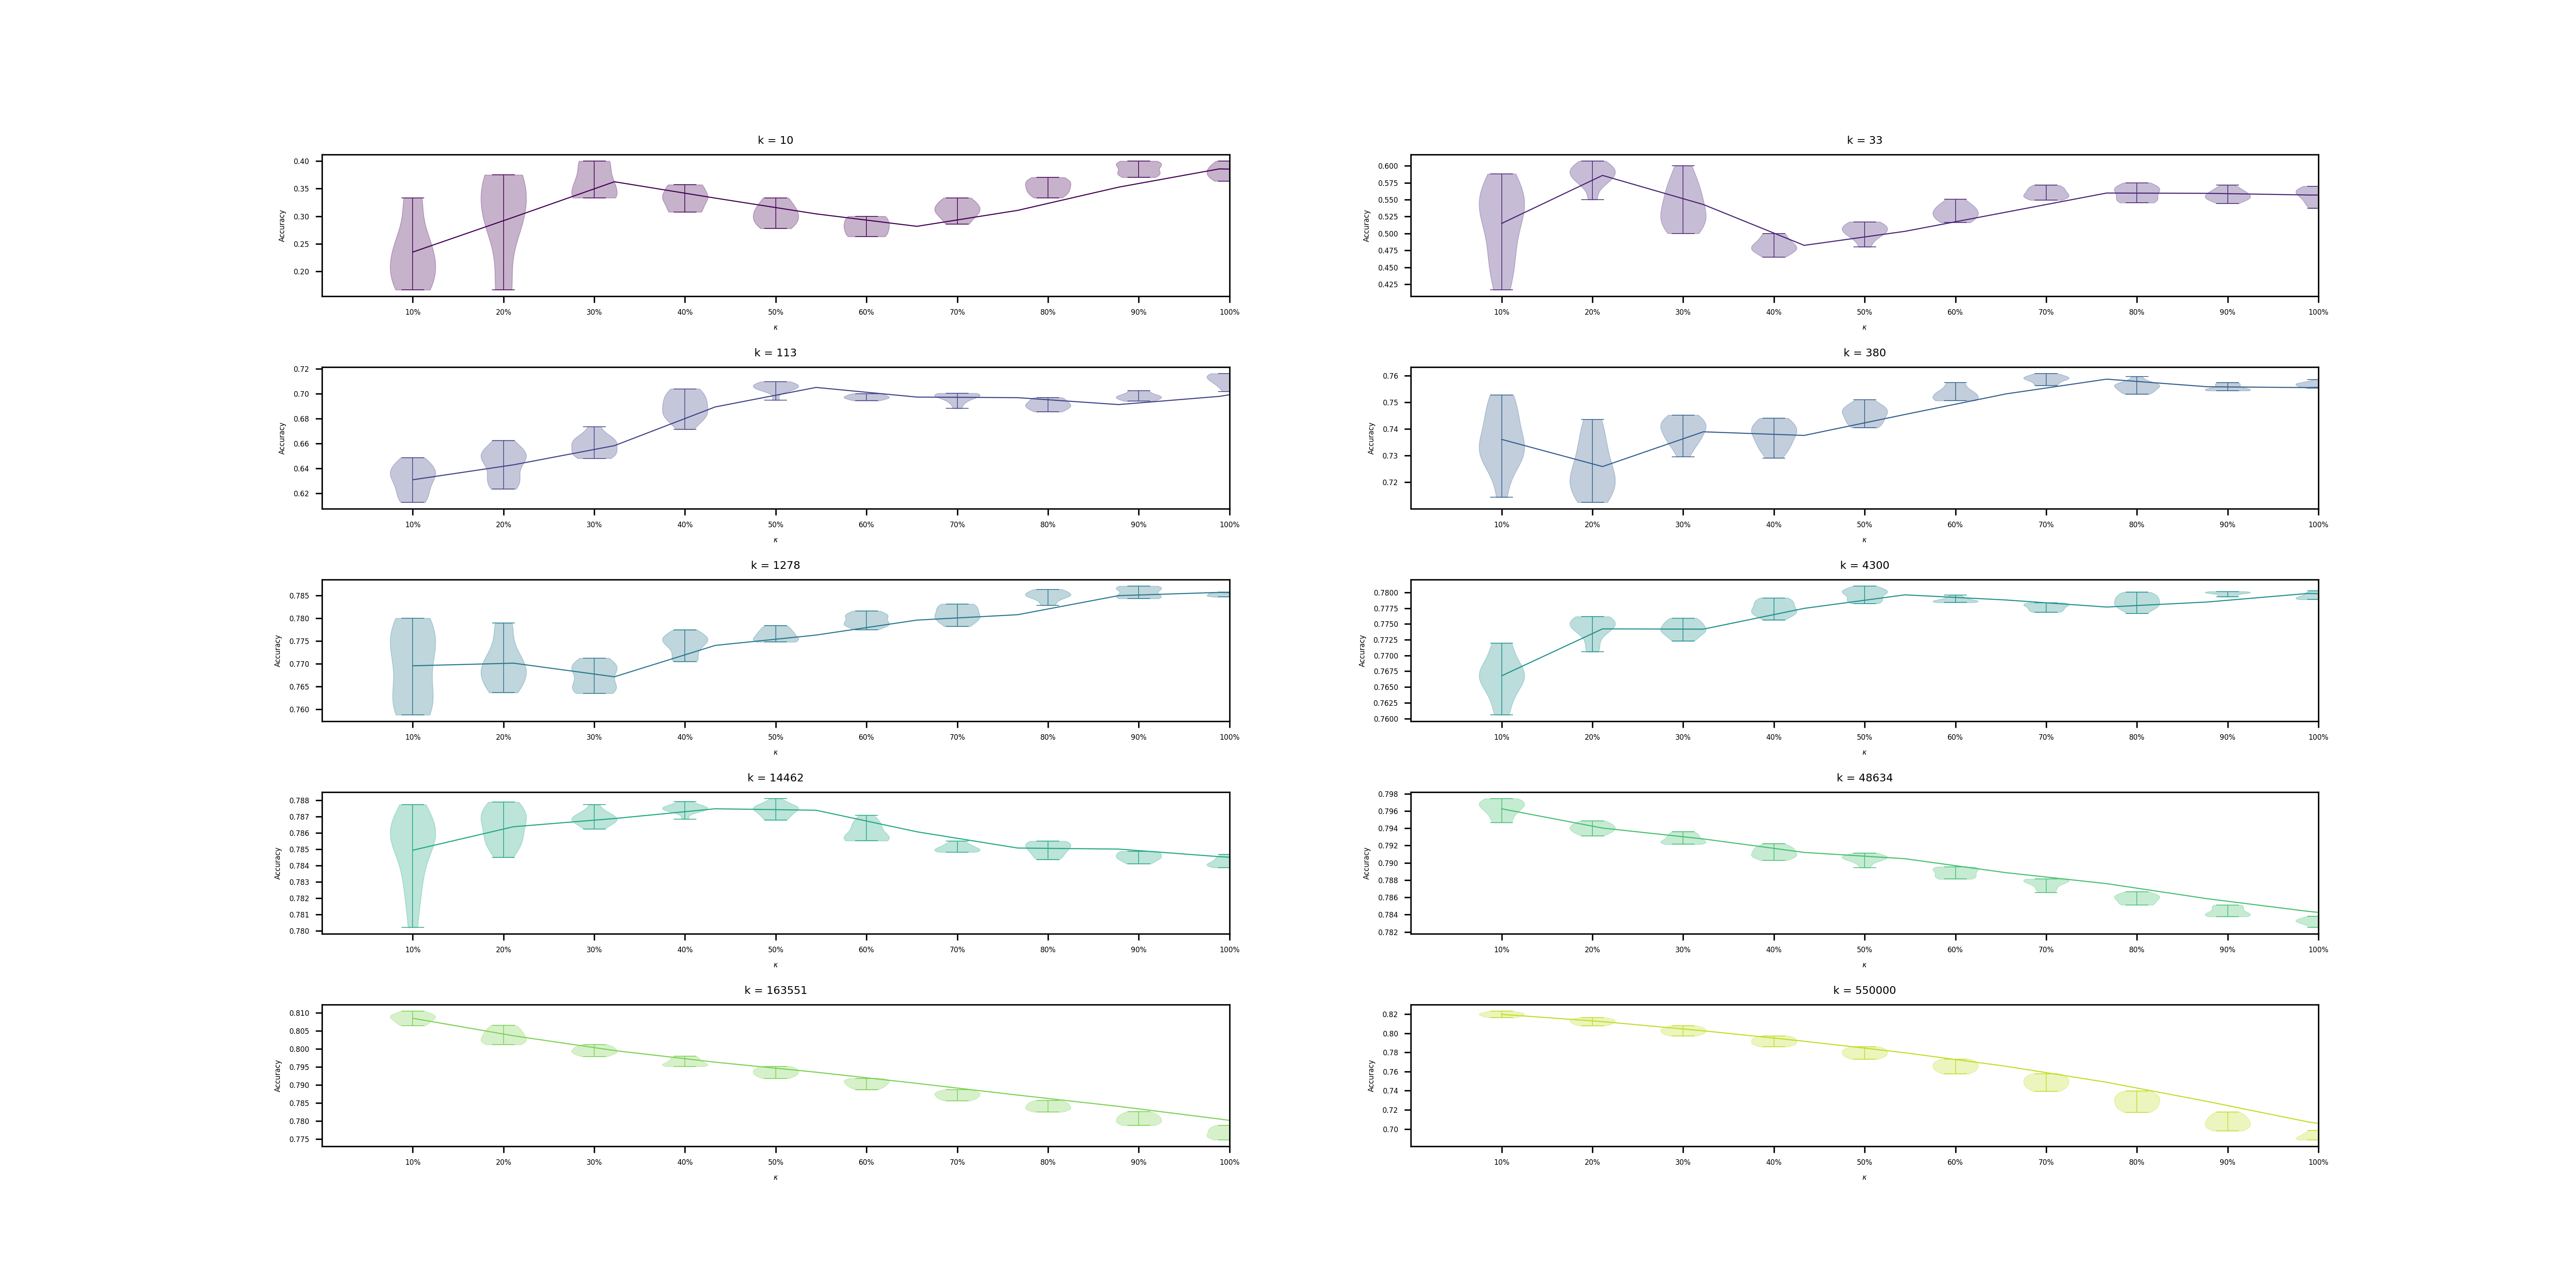 k = 10
0.40
0.35
0.30
0.25
0.20
Accuracy
10% 20% 30% 40% 50% 60% 70% 80% 90% 100%
κ
k = 33
0.600
0.575
0.550
0.525
0.500
0.475
0.450
0.425
Accuracy
10% 20% 30% 40% 50% 60% 70% 80% 90% 100%
κ
k = 113
0.72
0.70
0.68
0.66
0.64
0.62
Accuracy
10% 20% 30% 40% 50% 60% 70% 80% 90% 100%
κ
k = 380
0.76
0.75
0.74
0.73
0.72
Accuracy
10% 20% 30% 40% 50% 60% 70% 80% 90% 100%
κ
k = 1278
0.785
0.780
0.775
0.770
0.765
0.760
Accuracy
10% 20% 30% 40% 50% 60% 70% 80% 90% 100%
κ
k = 4300
0.7800
0.7775
0.7750
0.7725
0.7700
0.7675
0.7650
0.7625
0.7600
Accuracy
10% 20% 30% 40% 50% 60% 70% 80% 90% 100%
κ
k = 14462
0.788
0.787
0.786
0.785
0.784
0.783
0.782
0.781
0.780
Accuracy
10% 20% 30% 40% 50% 60% 70% 80% 90% 100%
κ
k = 48634
0.798
0.796
0.794
0.792
0.790
0.788
0.786
0.784
0.782
Accuracy
10% 20% 30% 40% 50% 60% 70% 80% 90% 100%
κ
k = 163551
0.810
0.805
0.800
0.795
0.790
0.785
0.780
0.775
Accuracy
10% 20% 30% 40% 50% 60% 70% 80% 90% 100%
κ
k = 550000
0.82
0.80
0.78
0.76
0.74
0.72
0.70
Accuracy
10% 20% 30% 40% 50% 60% 70% 80% 90% 100%
κ